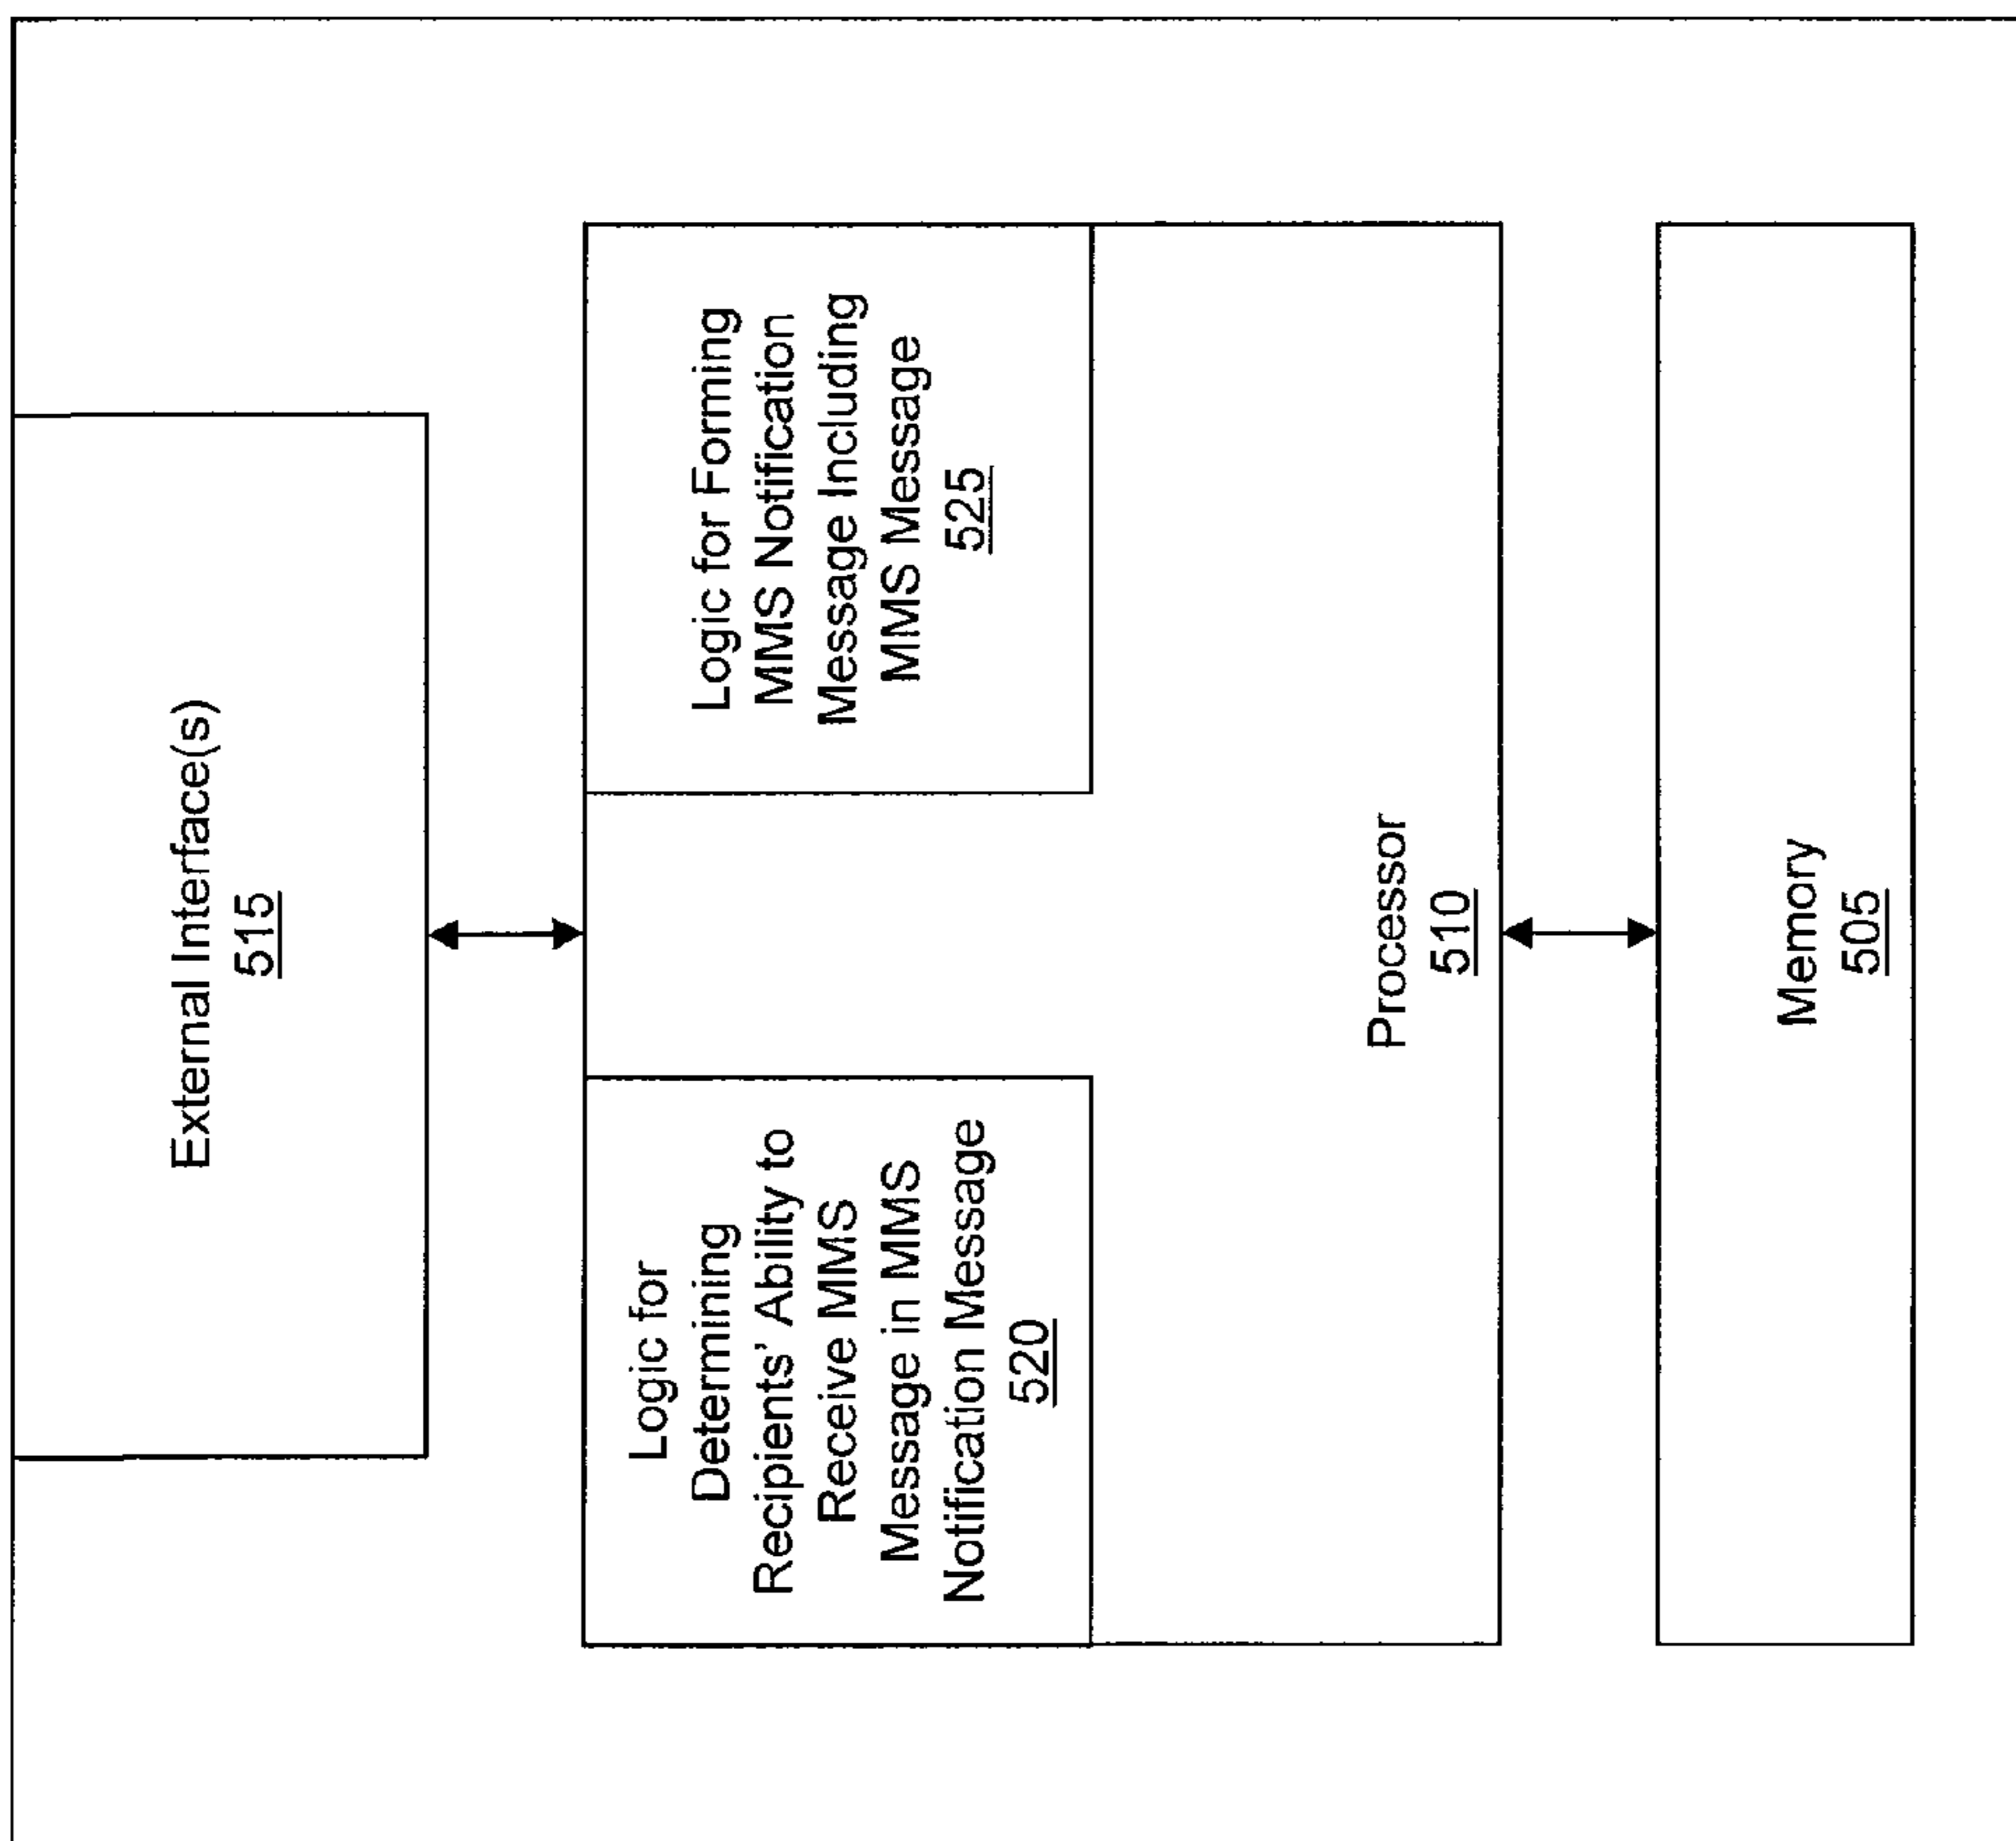 External Interface(s)
515
Logic for
Determining
Recipients' Ability to
Receive MMS
Message in MMS
Notification Message
520
Logic for Forming
MMS Notification
Message Including
MMS Message
525
Processor
510
Memory
505